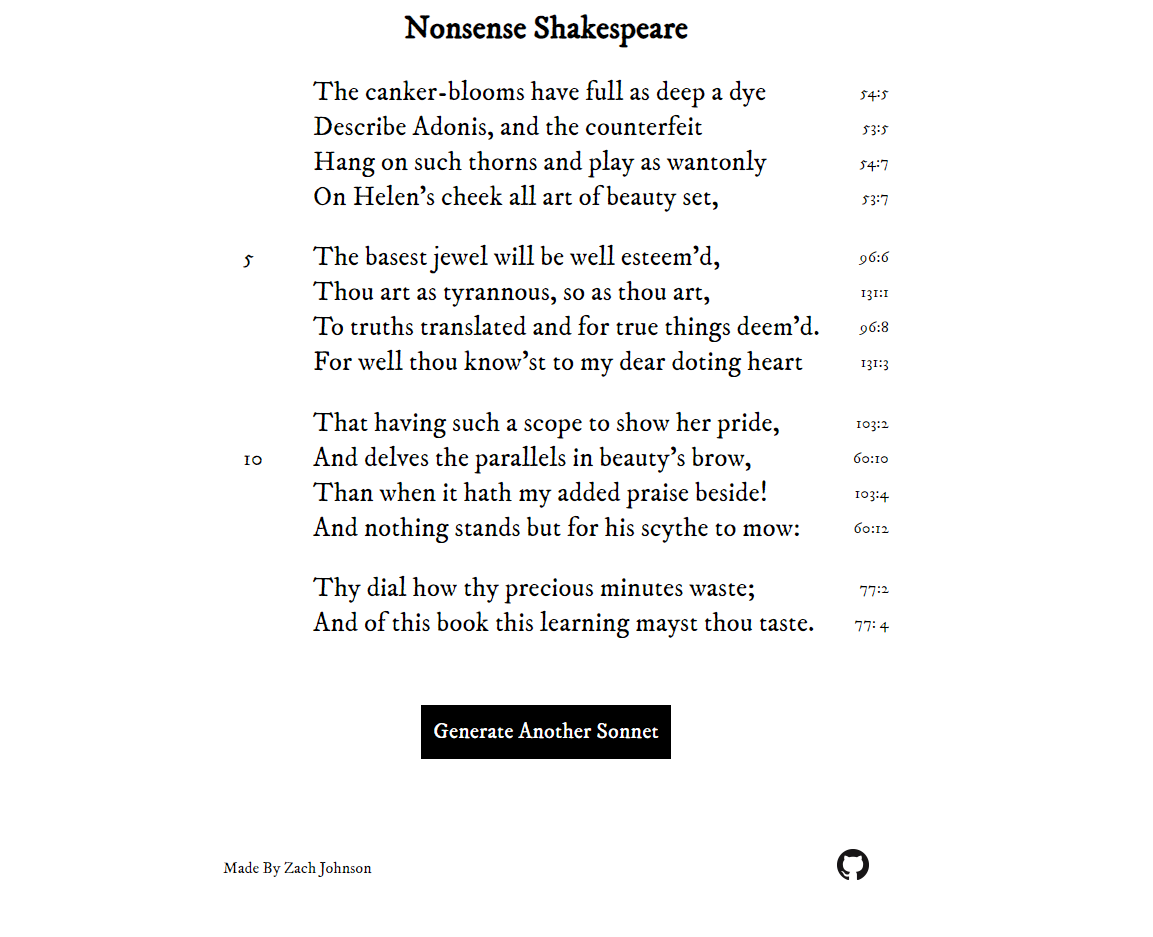 Nonsense Shakespeare
The canker-blooms have full as deep a dye 54:5
Describe Adonis, and the counterfeit 53:5
Hang on such thorns and play as wantonly 54:7
On Helen’s cheek all art of beauty set, 53:7
5 The basest jewel will be well esteem’d, 96:6
Thou art as tyrannous, so as thou art, 131:1
To truths translated and for true things deem’d. 96:8
For well thou know’st to my dear doting heart 131:3
That having such a scope to show her pride, 103:2
10 And delves the parallels in beauty’s brow, 60:10
Than when it hath my added praise beside! 103:4
And nothing stands but for his scythe to mow: 60:12
Thy dial how thy precious minutes waste; 77:2
And of this book this learning mayst thou taste. 77: 4
Generate Another Sonnet
Made By Zach Johnson